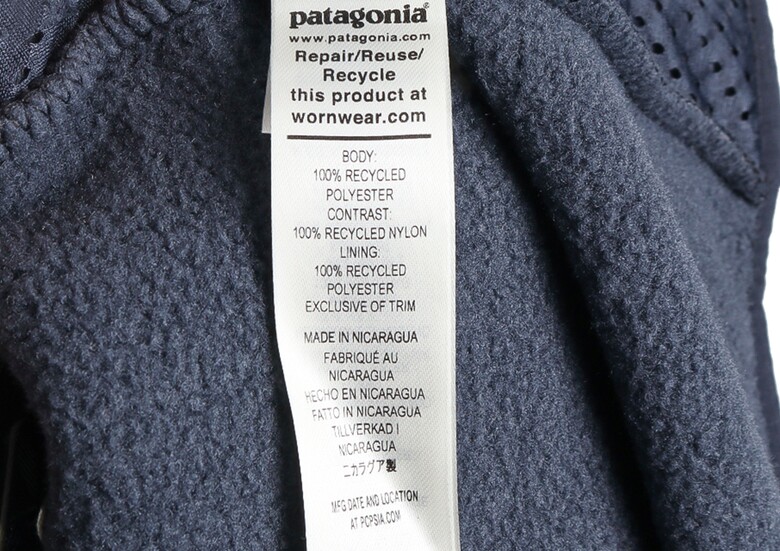 patagonia®
www.patagonia.com
Repair/Reuse/
Recycle
this product at
wornwear.com
BODY:
100% RECYCLED
POLYESTER
CONTRAST:
100% RECYCLED NYLON
LINING:
100% RECYCLED
POLYESTER
EXCLUSIVE OF TRIM
MADE IN NICARAGUA
FABRIQUÉ AU
NICARAGUA
HECHO EN NICARAGUA
FATTO IN NICARAGUA
TILLVERKAD I
NICARAGUA
ニカラグア製
MFG DATE AND LOCATION
AT PCPSIA.COM